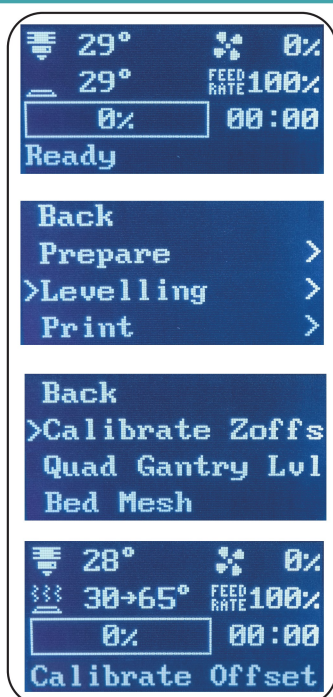 29° 0%
29° FEED RATE 100%
0% 00:00
Ready
Back
Prepare >
>Levelling >
Print >
Back
>Calibrate Zoffs
Quad Gantry Lvl
Bed Mesh
28° 0%
30→65° FEED RATE 100%
0% 00:00
Calibrate Offset